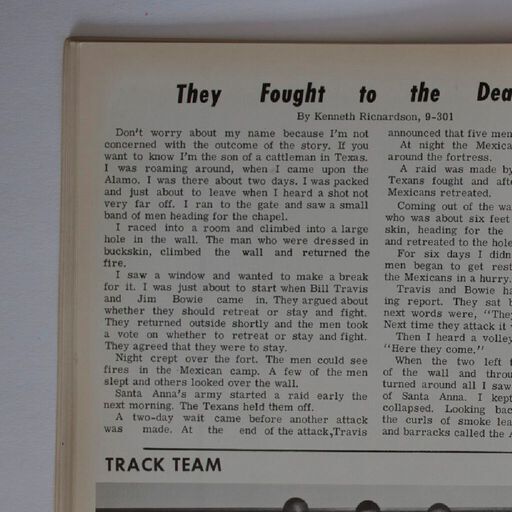 They Fought to the Dea
By Kenneth Richardson, 9-301
Don't worry about my name because I'm not
concerned with the outcome of the story. If you
want to know I'm the son of a cattleman in Texas.
I was roaming around, when I came upon the
Alamo. I was there about two days. I was packed
and just about to leave when I heard a shot not
very far off. I ran to the gate and saw a small
band of men heading for the chapel.
I raced into a room and climbed into a large
hole in the wall. The man who were dressed in
buckskin, climbed the wall and returned the
fire.
I saw a window and wanted to make a break
for it. I was just about to start when Bill Travis
and Jim Bowie came in. They argued about
whether they should retreat or stay and fight.
They returned outside shortly and the men took
a vote on whether to retreat or stay and fight.
They agreed that they were to stay.
Night crept over the fort. The men could see
fires in the Mexican camp. A few of the men
slept and others looked over the wall.
Santa Anna's army started a raid early the
next morning. The Texans held them off.
A two-day wait came before another attack
was made. At the end of the attack,Travis
announced that five men
At night the Mexica
around the fortress.
A raid was made by
Texans fought and afte
Mexicans retreated.
Coming out of the wa
who was about six feet
skin, heading for the
and retreated to the hole
For six days I didn
men began to get rest
the Mexicans in a hurry.
Travis and Bowie ha
ing report. They sat b
next words were, "They
Next time they attack it w
Then I heard a volley
"Here they come."
When the two left t
of the wall and throu
turned around all I saw
of Santa Anna. I kept
collapsed. Looking bac
the curls of smoke lea
and barracks called the A
TRACK TEAM